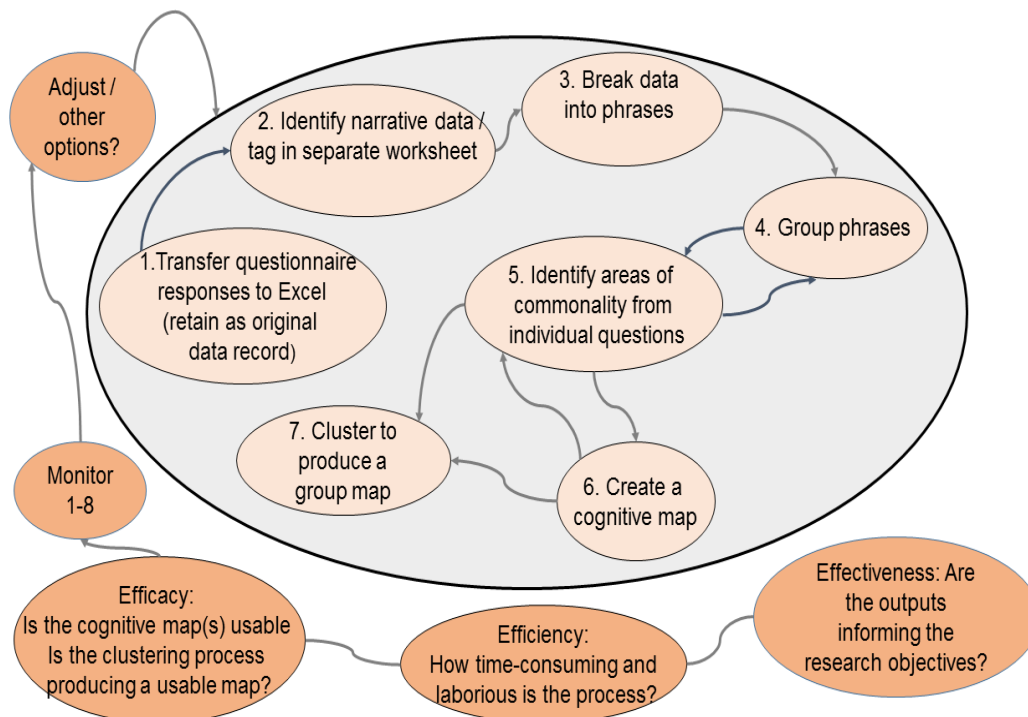 Adjust /
other
options?
2. Identify narrative data /
tag in separate worksheet
3. Break data
into phrases
4. Group phrases
1.Transfer questionnaire
responses to Excel
(retain as original
data record)
5. Identify areas of
commonality from
individual questions
7. Cluster to
produce a
group map
6. Create a
cognitive map
Monitor
1-8
Efficacy:
Is the cognitive map(s) usable
Is the clustering process
producing a usable map?
Efficiency:
How time-consuming and
laborious is the process?
Effectiveness: Are
the outputs
informing the
research objectives?